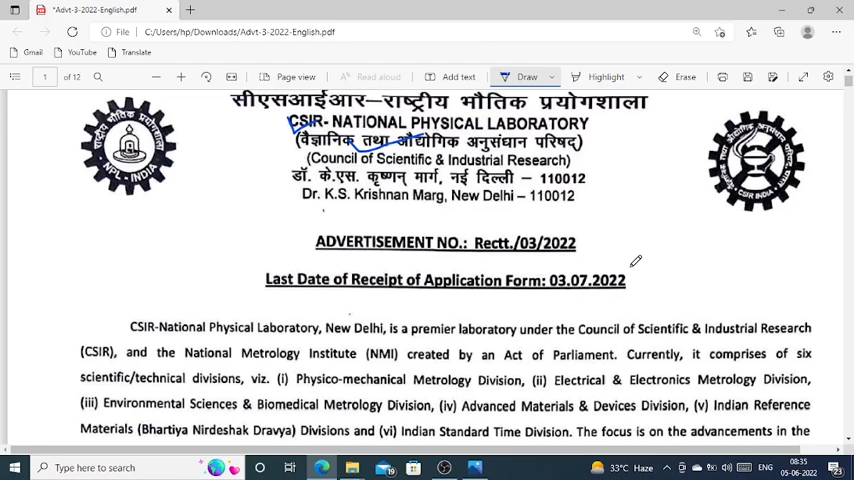 *Advt-3-2022-English.pdf
File C:/Users/hp/Downloads/Advt-3-2022-English.pdf
Gmail YouTube Translate
1 of 12 Page view Read aloud Add text Draw Highlight Erase
सीएसआईआर–राष्ट्रीय भौतिक प्रयोगशाला
CSIR- NATIONAL PHYSICAL LABORATORY
(वैज्ञानिक तथा औद्योगिक अनुसंधान परिषद)
(Council of Scientific & Industrial Research)
डॉ. के.एस. कृष्णन् मार्ग, नई दिल्ली – 110012
Dr. K.S. Krishnan Marg, New Delhi – 110012
NPL-INDIA
CSIR INDIA
ADVERTISEMENT NO.: Rectt./03/2022
Last Date of Receipt of Application Form: 03.07.2022
CSIR-National Physical Laboratory, New Delhi, is a premier laboratory under the Council of Scientific & Industrial Research
(CSIR), and the National Metrology Institute (NMI) created by an Act of Parliament. Currently, it comprises of six
scientific/technical divisions, viz. (i) Physico-mechanical Metrology Division, (ii) Electrical & Electronics Metrology Division,
(iii) Environmental Sciences & Biomedical Metrology Division, (iv) Advanced Materials & Devices Division, (v) Indian Reference
Materials (Bhartiya Nirdeshak Dravya) Divisions and (vi) Indian Standard Time Division. The focus is on the advancements in the
Type here to search 19 33°C Haze ENG 08:35
05-06-2022 23